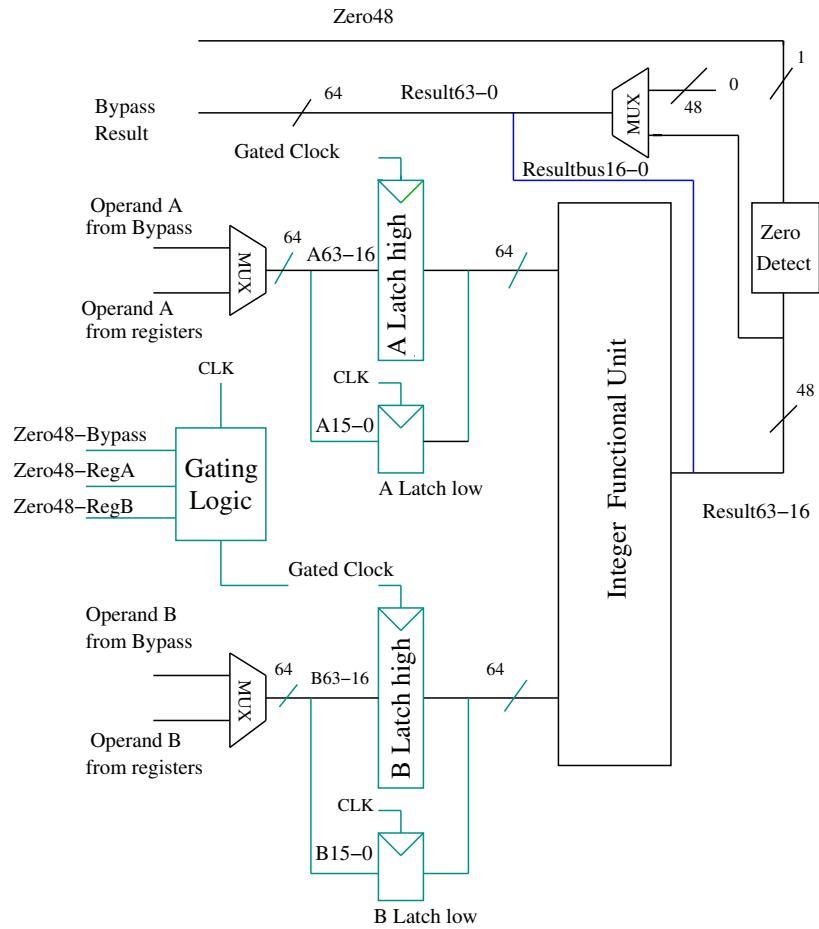 Zero48
1
64
Result63−0
0
48
MUX
Bypass
Result
Gated Clock
Resultbus16−0
Operand A
from Bypass
MUX
64
A63−16
A Latch high
64
Zero
Detect
Operand A
from registers
CLK
CLK
A15−0
A Latch low
Integer Functional Unit
48
Zero48−Bypass
Zero48−RegA
Zero48−RegB
Gating
Logic
Result63−16
Gated Clock
Operand B
from Bypass
MUX
64
B63−16
B Latch high
64
Operand B
from registers
CLK
B15−0
B Latch low